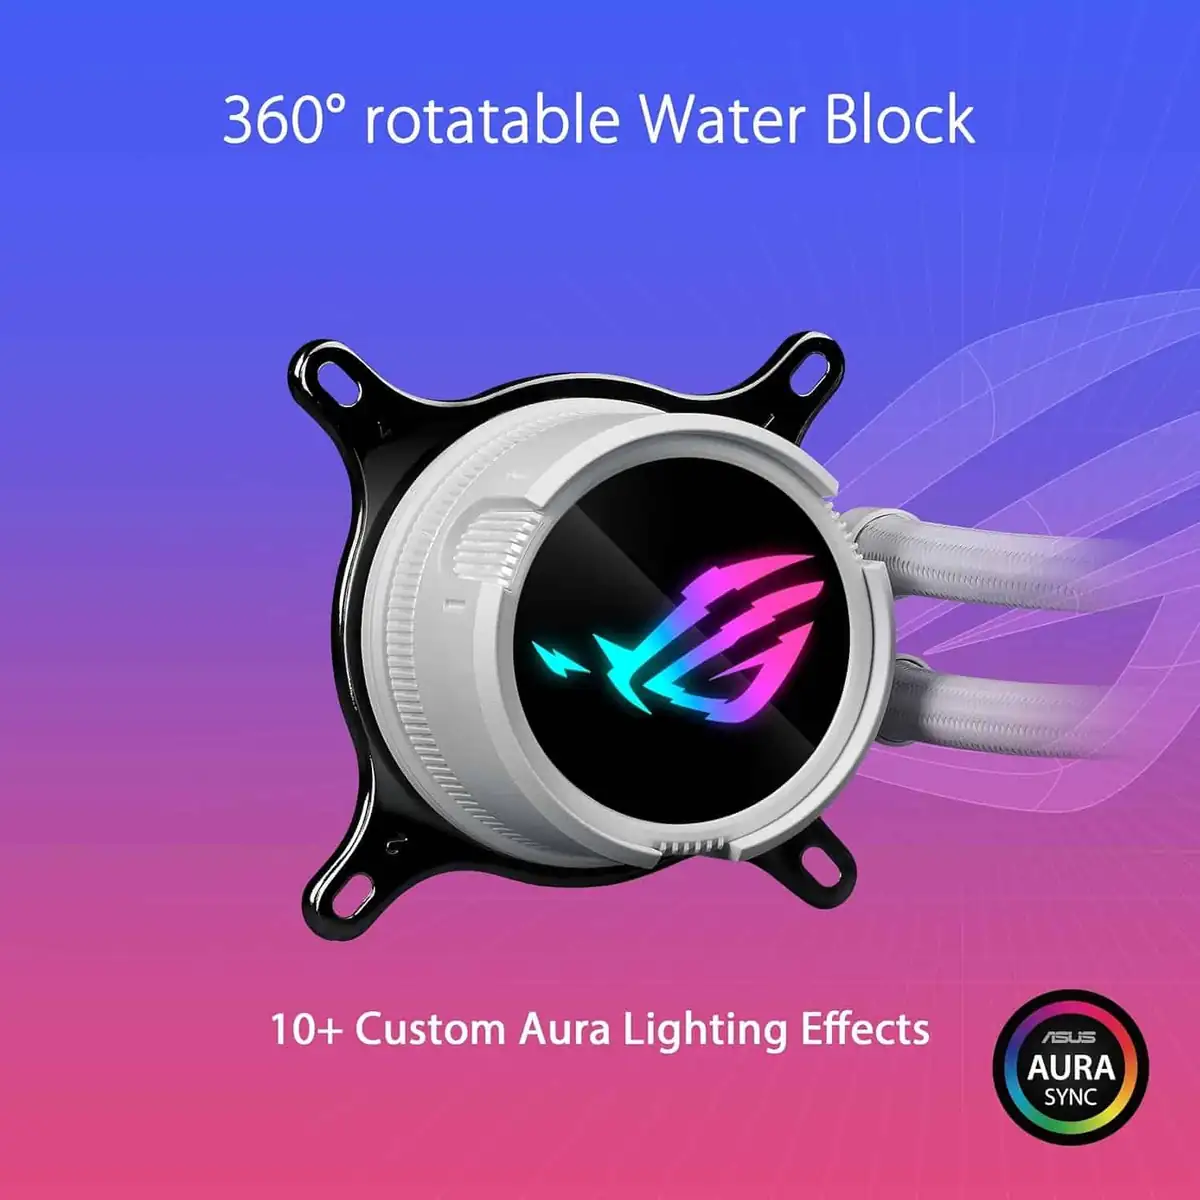 360° rotatable Water Block
10+ Custom Aura Lighting Effects
ASUS
AURA
SYNC